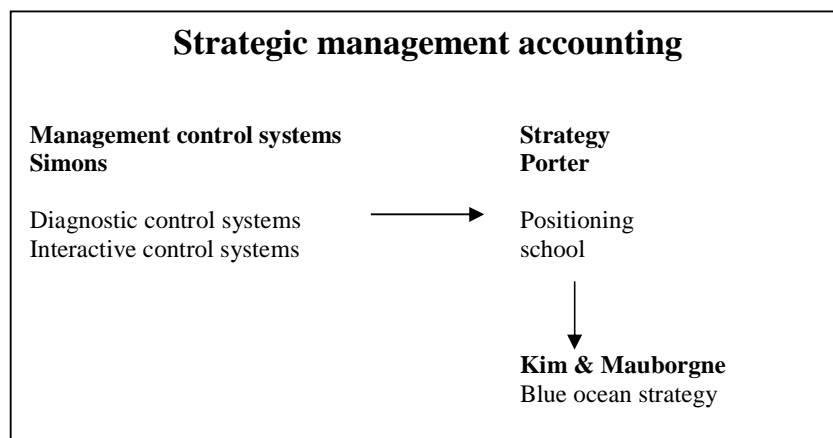 Strategic management accounting
Management control systems
Simons
Diagnostic control systems
Interactive control systems
Strategy
Porter
Positioning
school
Kim & Mauborgne
Blue ocean strategy